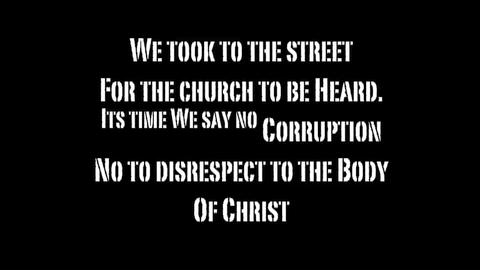 We took to the street
For the church to be Heard.
Its time We say no Corruption
No to disrespect to the Body
Of Christ